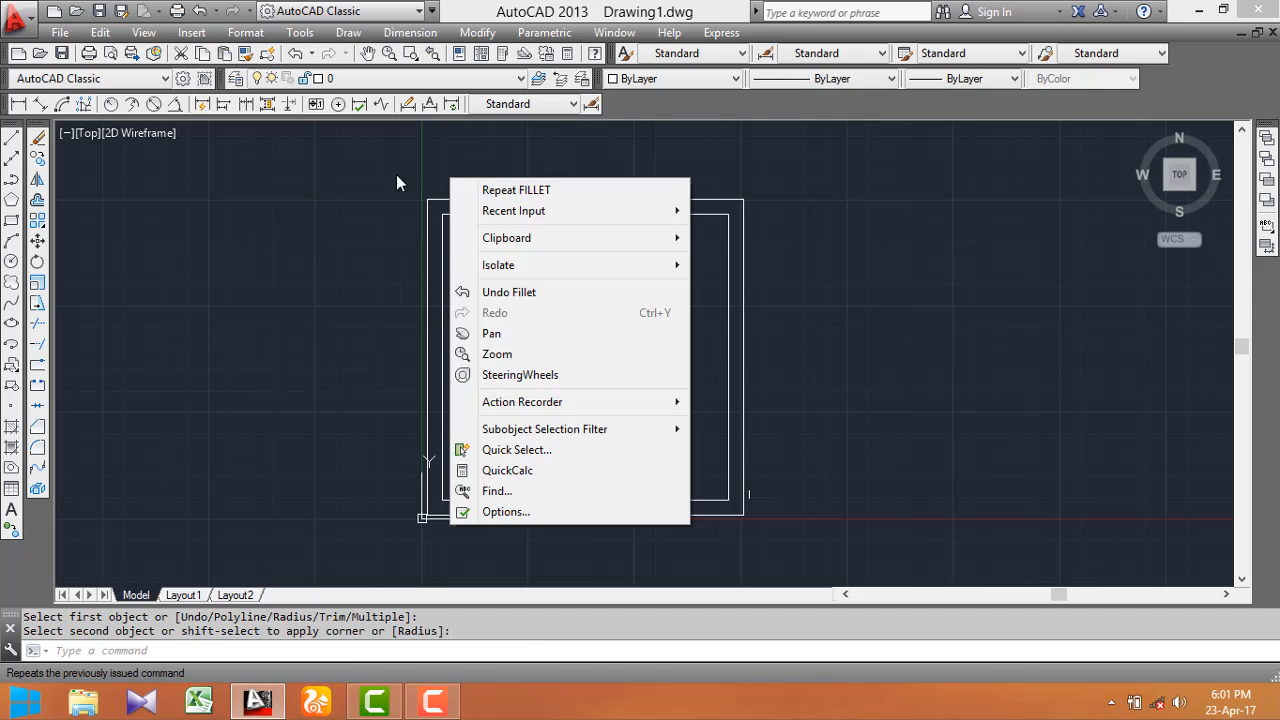 AutoCAD Classic
AutoCAD 2013 Drawing1.dwg
Type a keyword or phrase
Sign In
File Edit View Insert Format Tools Draw Dimension Modify Parametric Window Help Express
Standard Standard Standard Standard
AutoCAD Classic 0 ByLayer ByLayer ByLayer ByColor
Standard
[−][Top][2D Wireframe]
N
W TOP E
S
WCS
Repeat FILLET
Recent Input
Clipboard
Isolate
Undo Fillet
Redo Ctrl+Y
Pan
Zoom
SteeringWheels
Action Recorder
Subobject Selection Filter
Quick Select...
QuickCalc
Find...
Options...
Y
Model Layout1 Layout2
Select first object or [Undo/Polyline/Radius/Trim/Multiple]:
Select second object or shift-select to apply corner or [Radius]:
Type a command
Repeats the previously issued command
6:01 PM
23-Apr-17